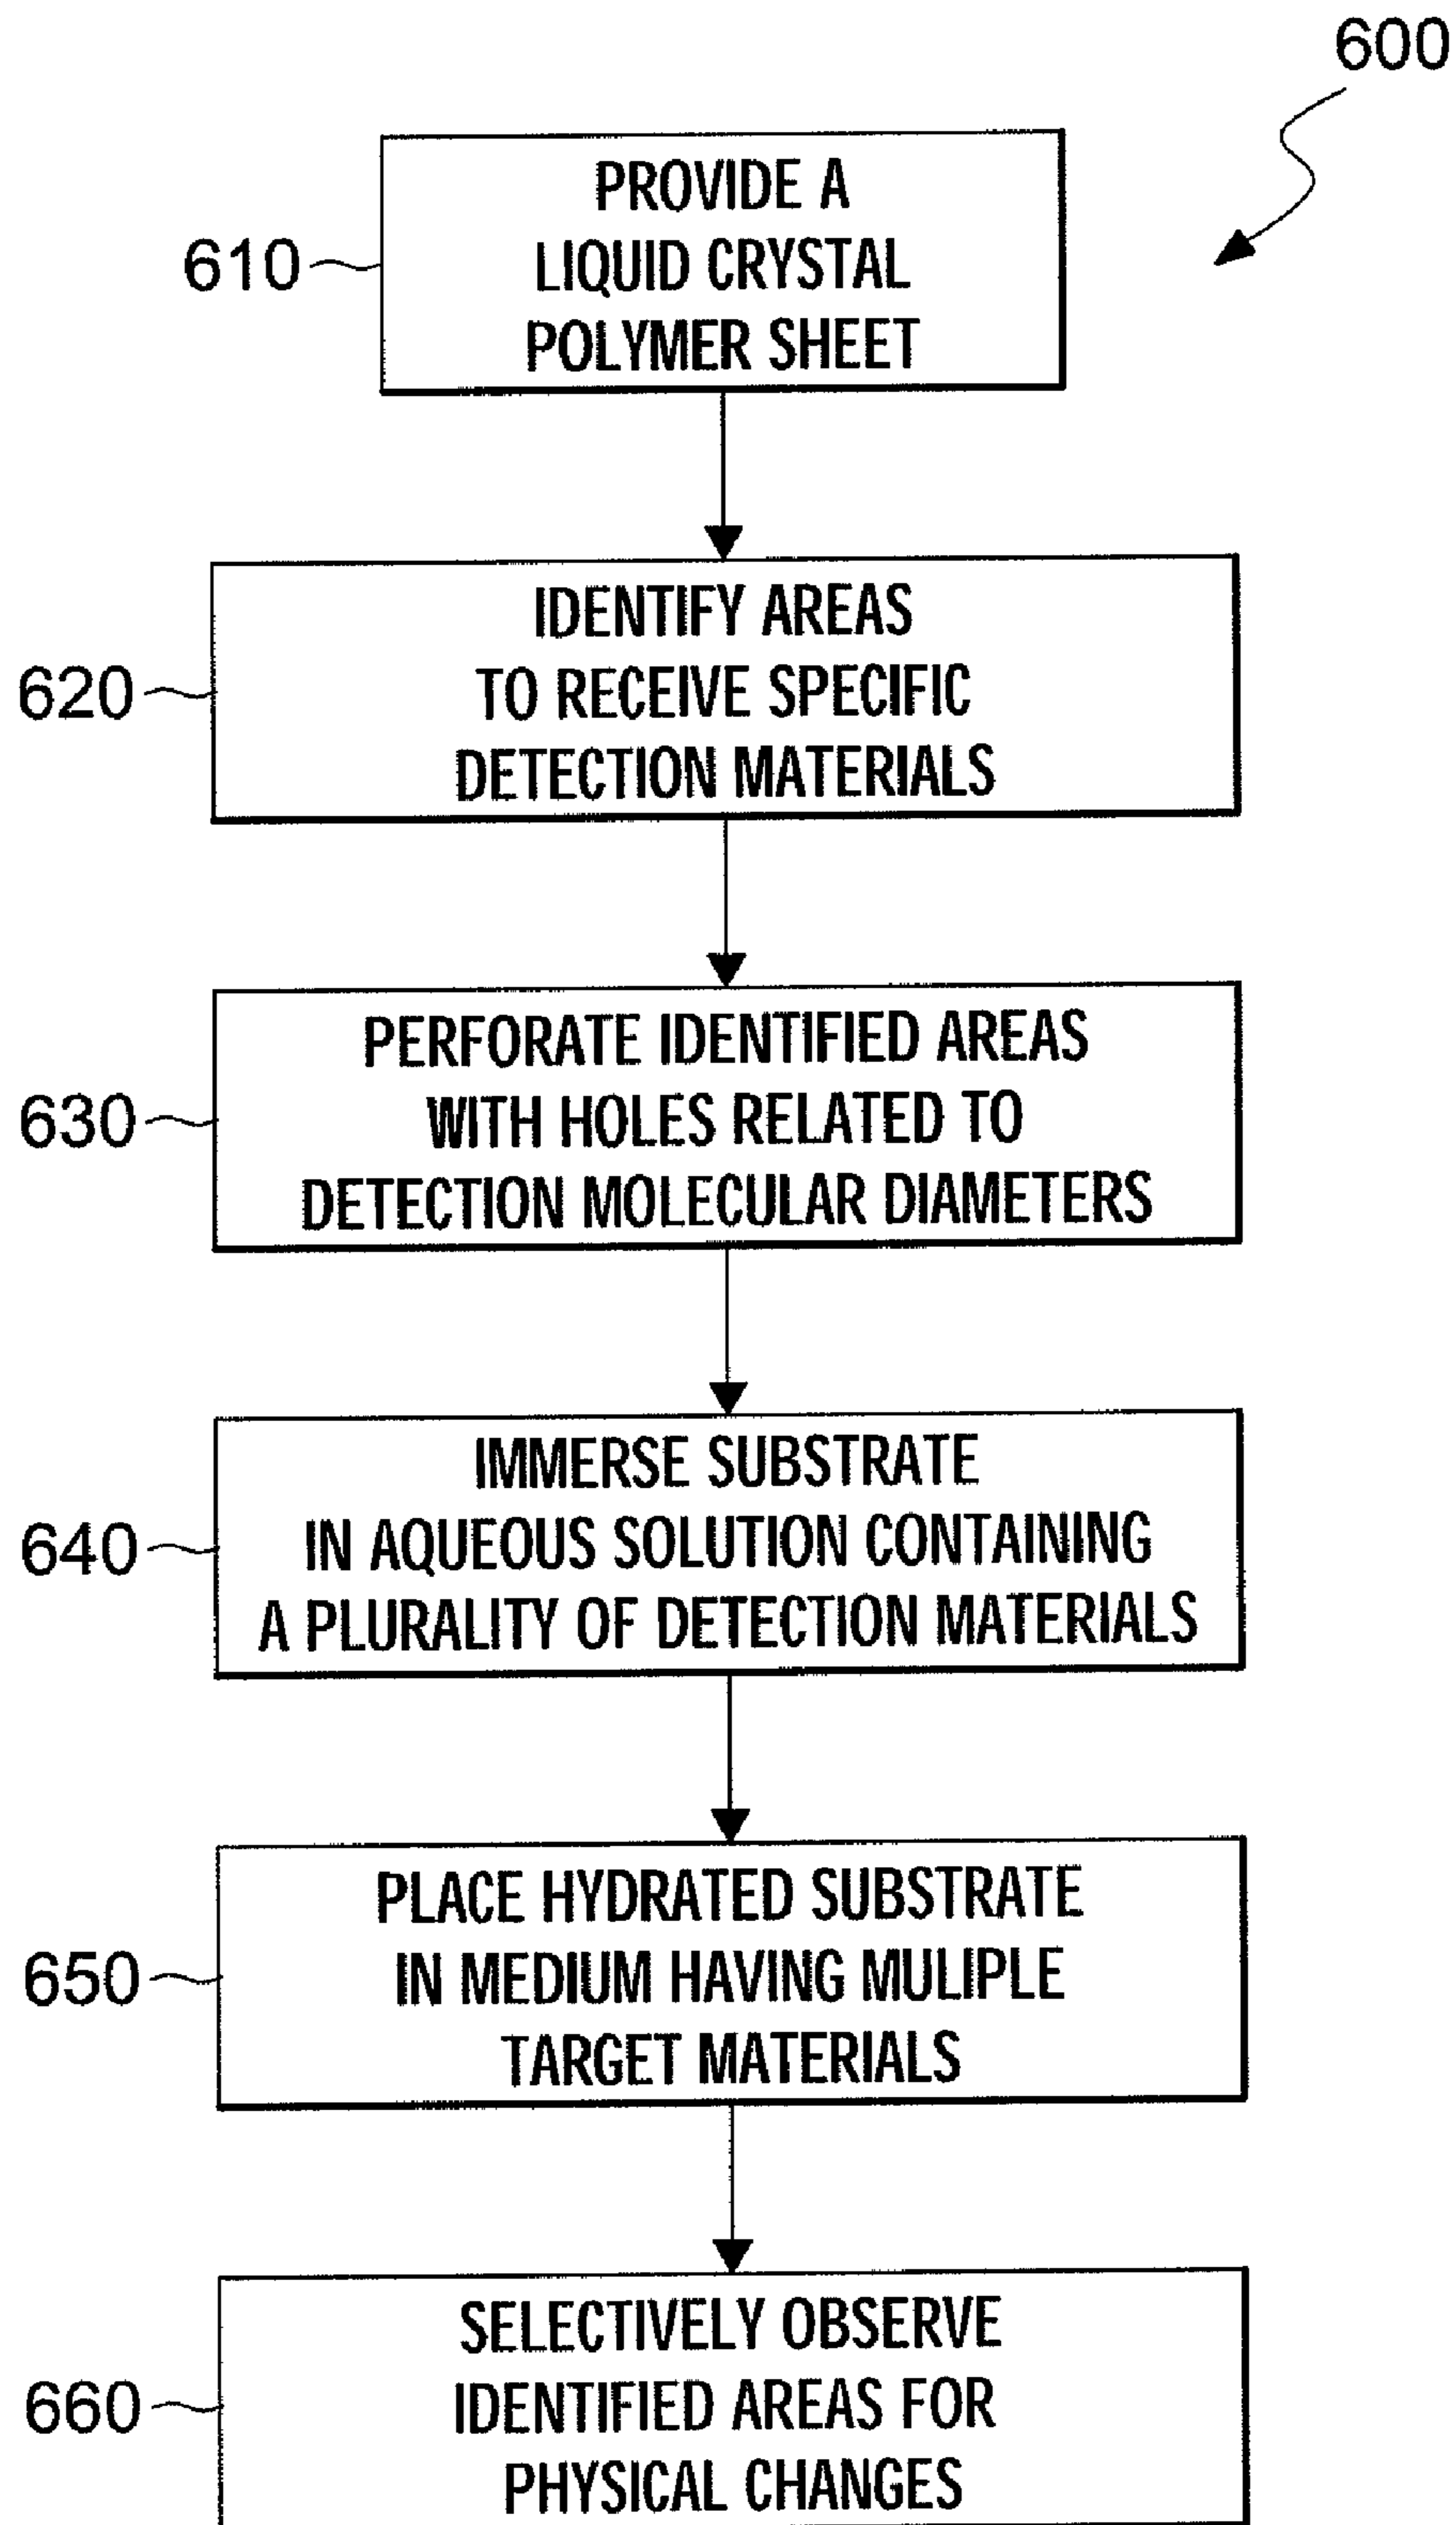 600
610
PROVIDE A
LIQUID CRYSTAL
POLYMER SHEET
620
IDENTIFY AREAS
TO RECEIVE SPECIFIC
DETECTION MATERIALS
630
PERFORATE IDENTIFIED AREAS
WITH HOLES RELATED TO
DETECTION MOLECULAR DIAMETERS
640
IMMERSE SUBSTRATE
IN AQUEOUS SOLUTION CONTAINING
A PLURALITY OF DETECTION MATERIALS
650
PLACE HYDRATED SUBSTRATE
IN MEDIUM HAVING MULIPLE
TARGET MATERIALS
660
SELECTIVELY OBSERVE
IDENTIFIED AREAS FOR
PHYSICAL CHANGES